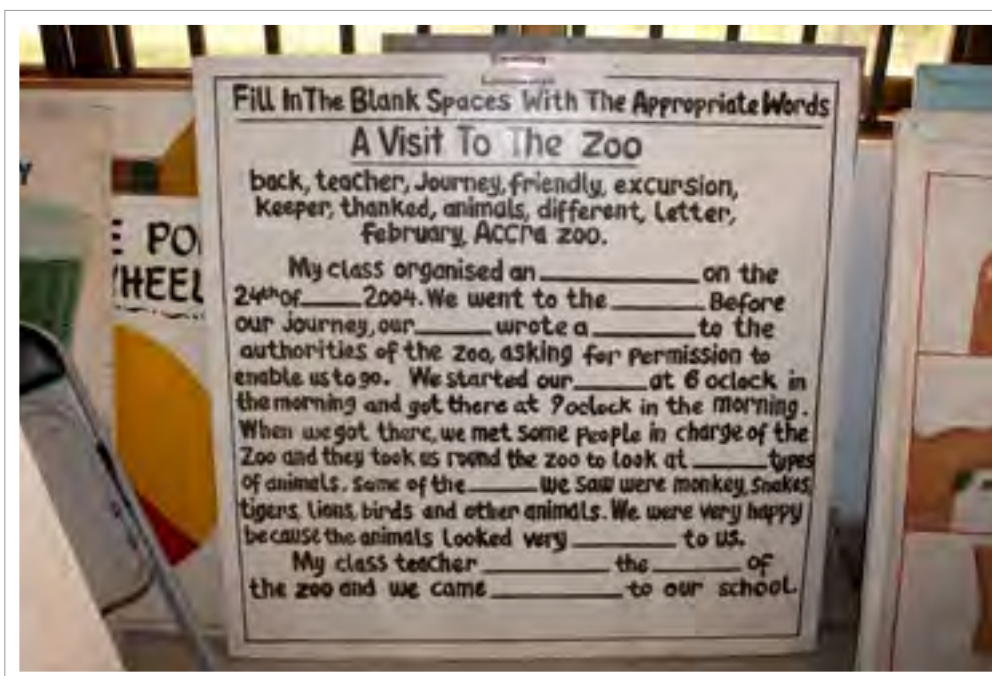 Fill In The Blank Spaces With The Appropriate Words
A Visit To The Zoo
back, teacher, Journey, friendly, excursion,
Keeper, thanked, animals, different, Letter,
february, Accra zoo.
My class organised an __________ on the
24th of _____ 2004. We went to the _______ Before
our Journey, our ______ wrote a ________ to the
authorities of the zoo, asking for permission to
enable us to go. We started our ______ at 6 oclock in
the morning and got there at 9 oclock in the morning.
When we got there, we met some people in charge of the
Zoo and they took us round the zoo to look at ______ types
of animals. Some of the ______ we saw were monkey, snakes,
tigers, lions, birds and other animals. We were very happy
because the animals Looked very ________ to us.
My class teacher __________ the _______ of
the zoo and we came __________ to our school.
E PO
HEEL
Y